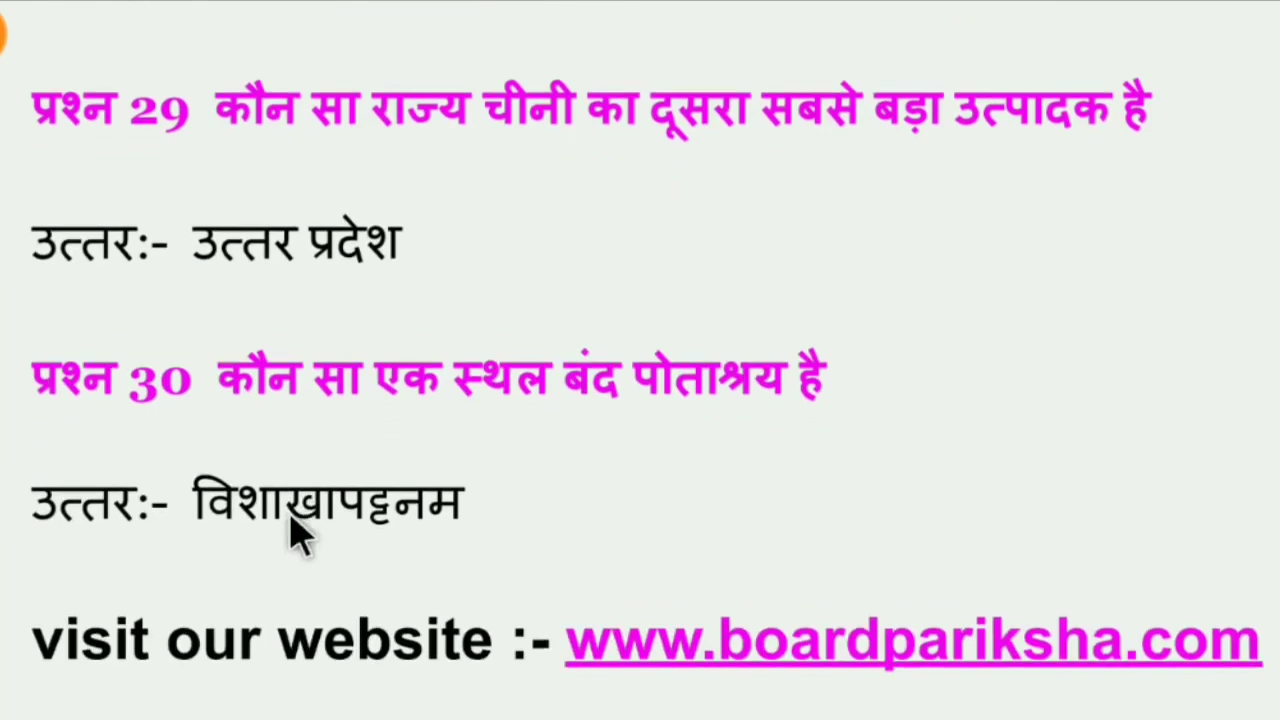 प्रश्न 29 कौन सा राज्य चीनी का दूसरा सबसे बड़ा उत्पादक है
उत्तर:- उत्तर प्रदेश
प्रश्न 30 कौन सा एक स्थल बंद पोताश्रय है
उत्तर:- विशाखापट्टनम
visit our website :- www.boardpariksha.com